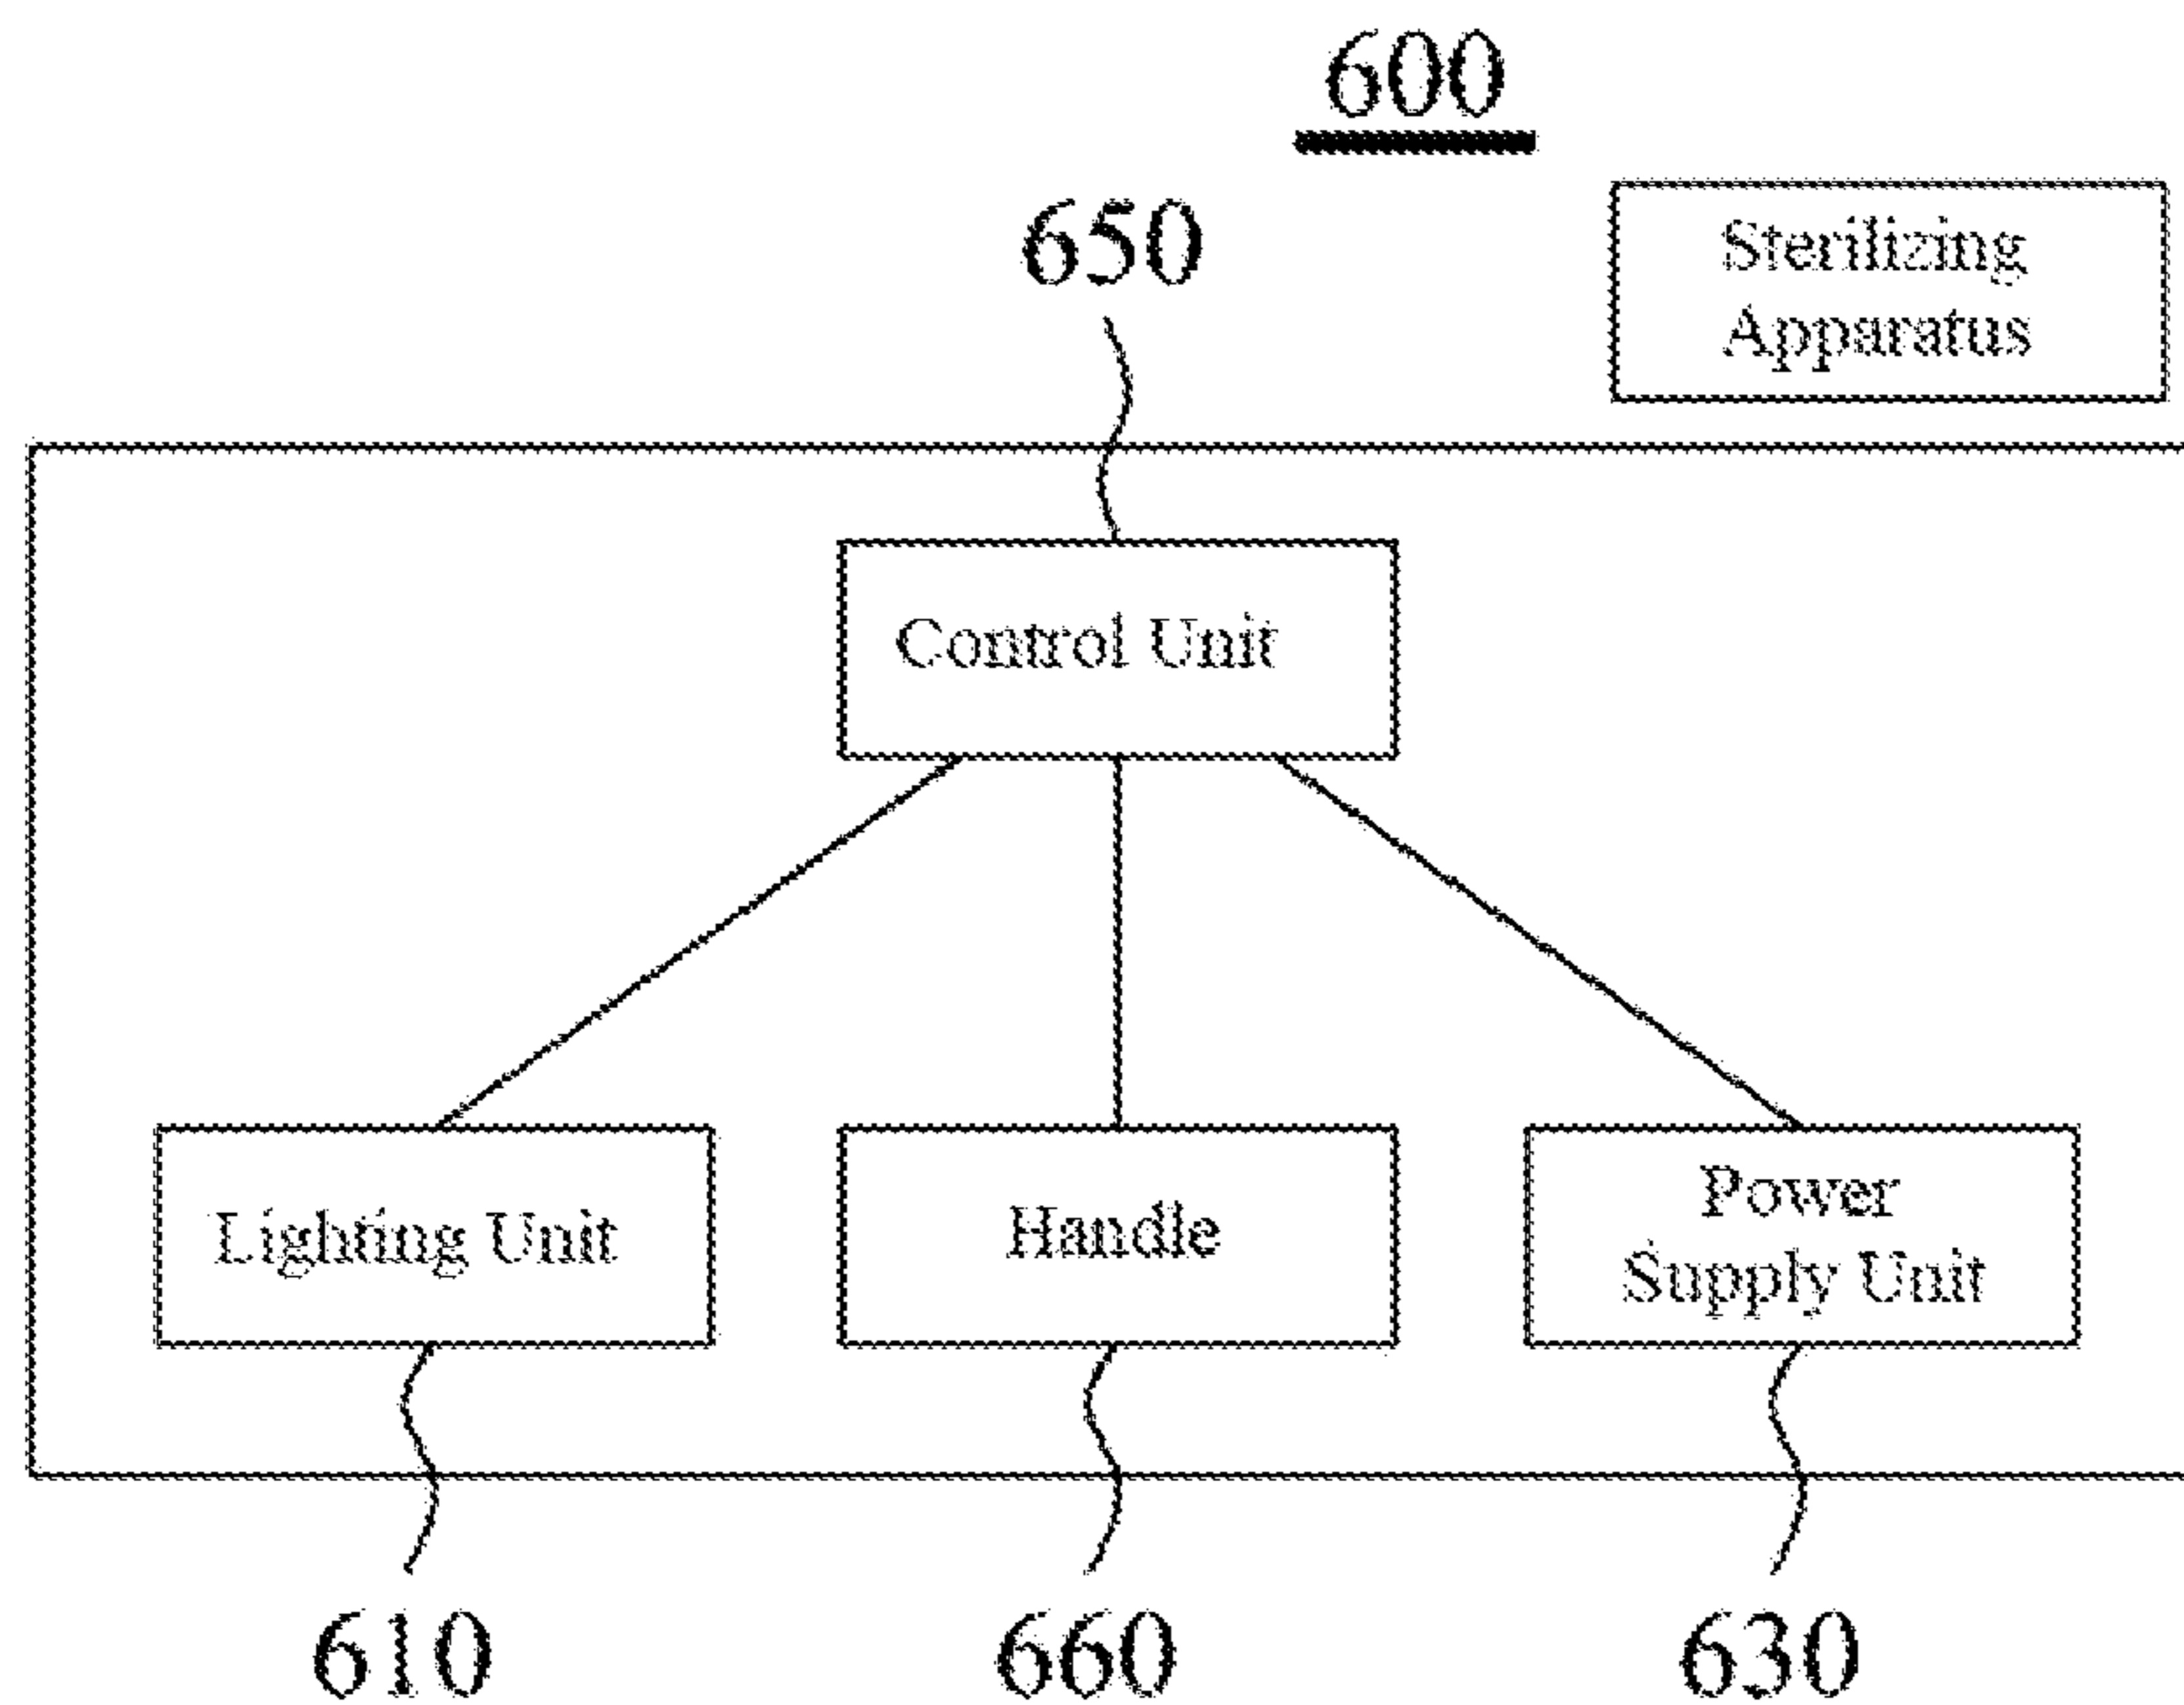 600
650
Sterilizing
Apparatus
Control Unit
Lighting Unit
Handle
Power
Supply Unit
610
660
630